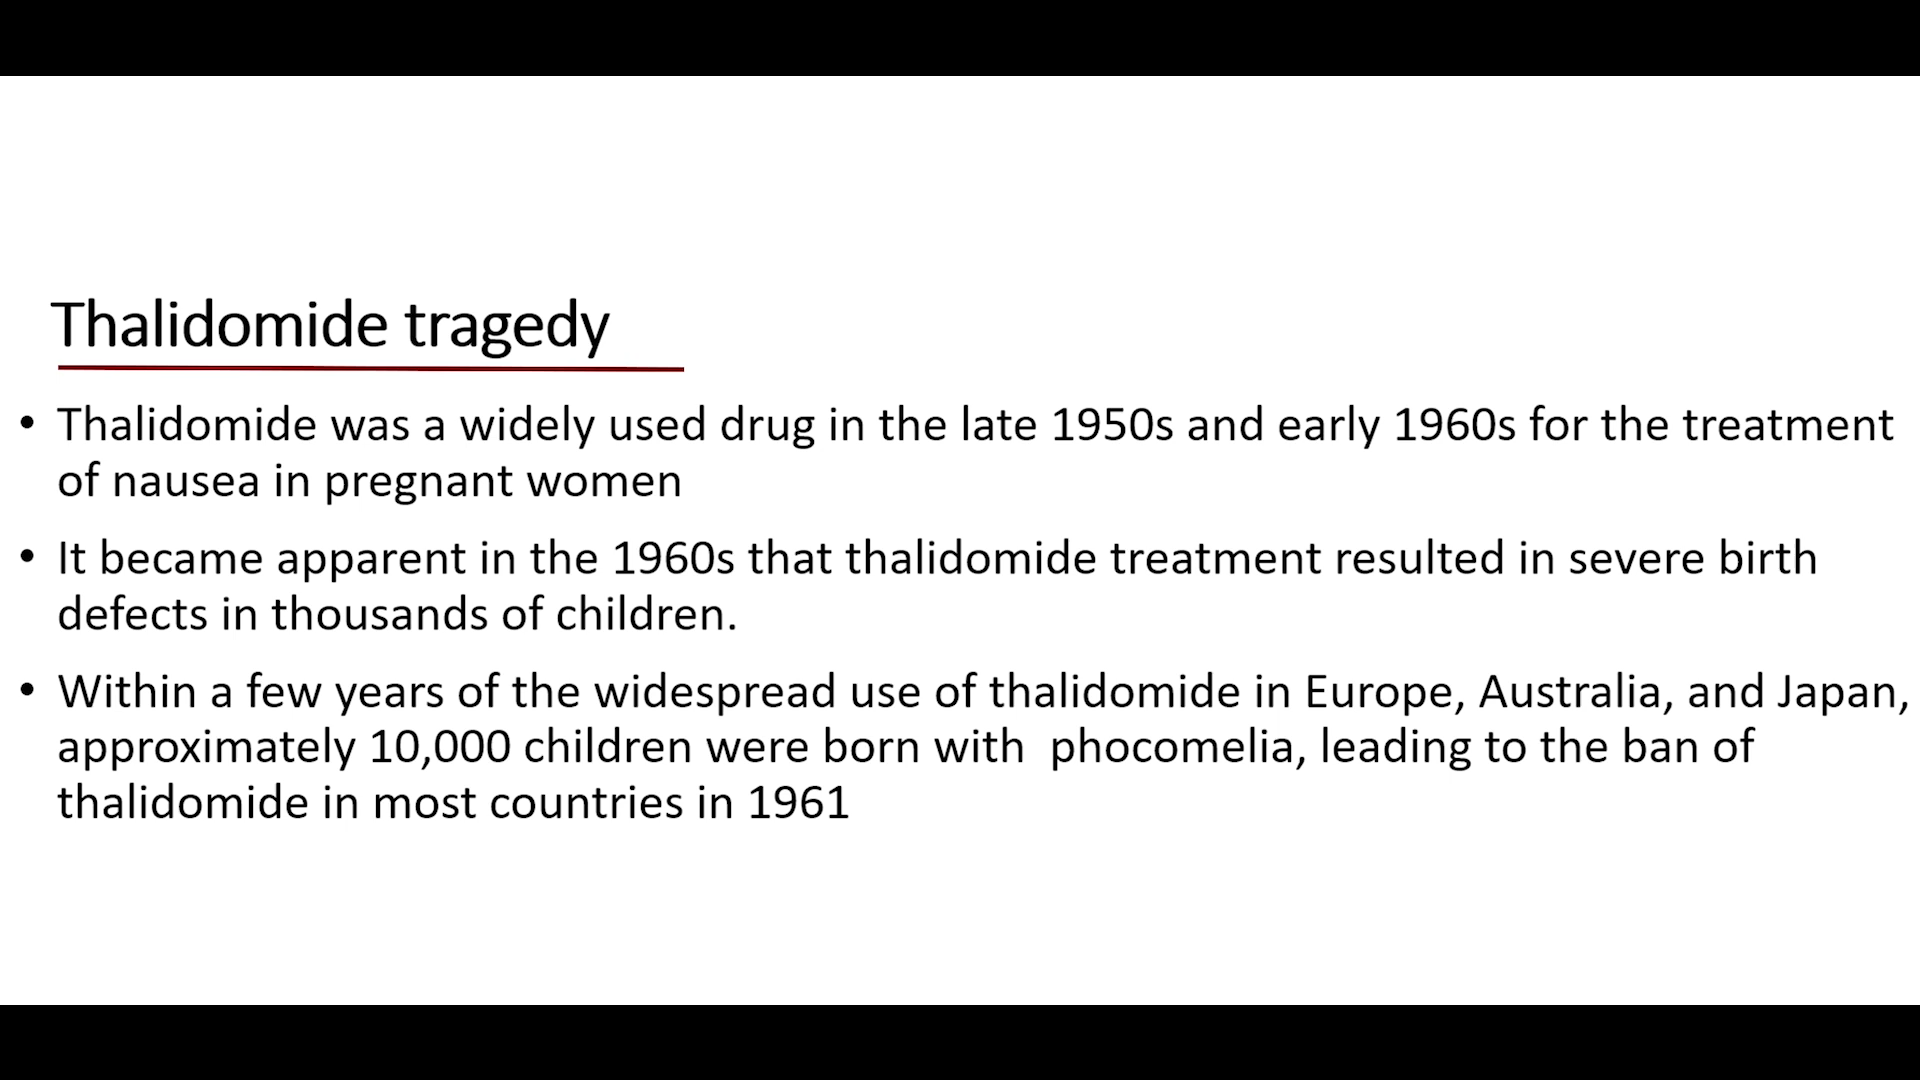 Thalidomide tragedy
• Thalidomide was a widely used drug in the late 1950s and early 1960s for the treatment
of nausea in pregnant women
• It became apparent in the 1960s that thalidomide treatment resulted in severe birth
defects in thousands of children.
• Within a few years of the widespread use of thalidomide in Europe, Australia, and Japan,
approximately 10,000 children were born with  phocomelia, leading to the ban of
thalidomide in most countries in 1961